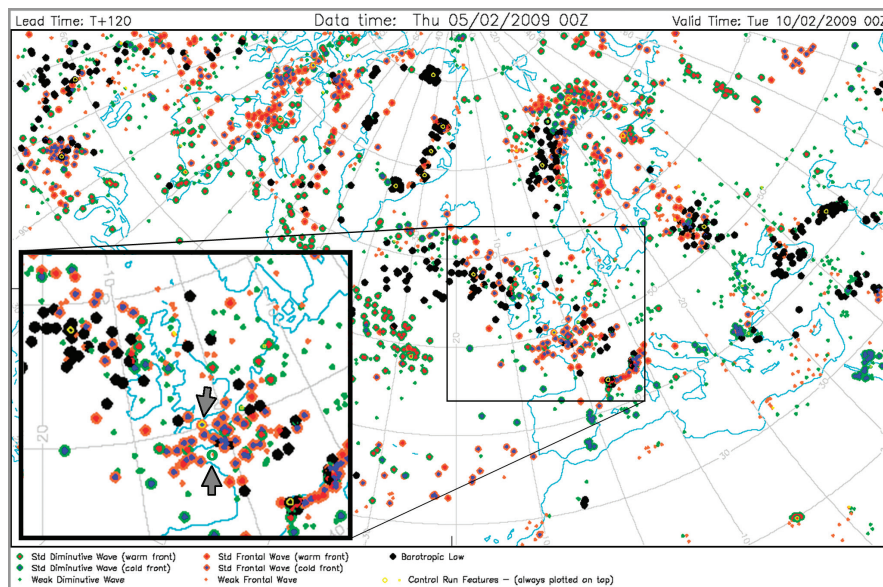 Lead Time: T+120 Data time: Thu 05/02/2009 00Z Valid Time: Tue 10/02/2009 00Z
-10
-20
Std Diminutive Wave (warm front) Std Frontal Wave (warm front) Barotropic Low
Std Diminutive Wave (cold front) Std Frontal Wave (cold front)
Weak Diminutive Wave Weak Frontal Wave Control Run Features – (always plotted on top)